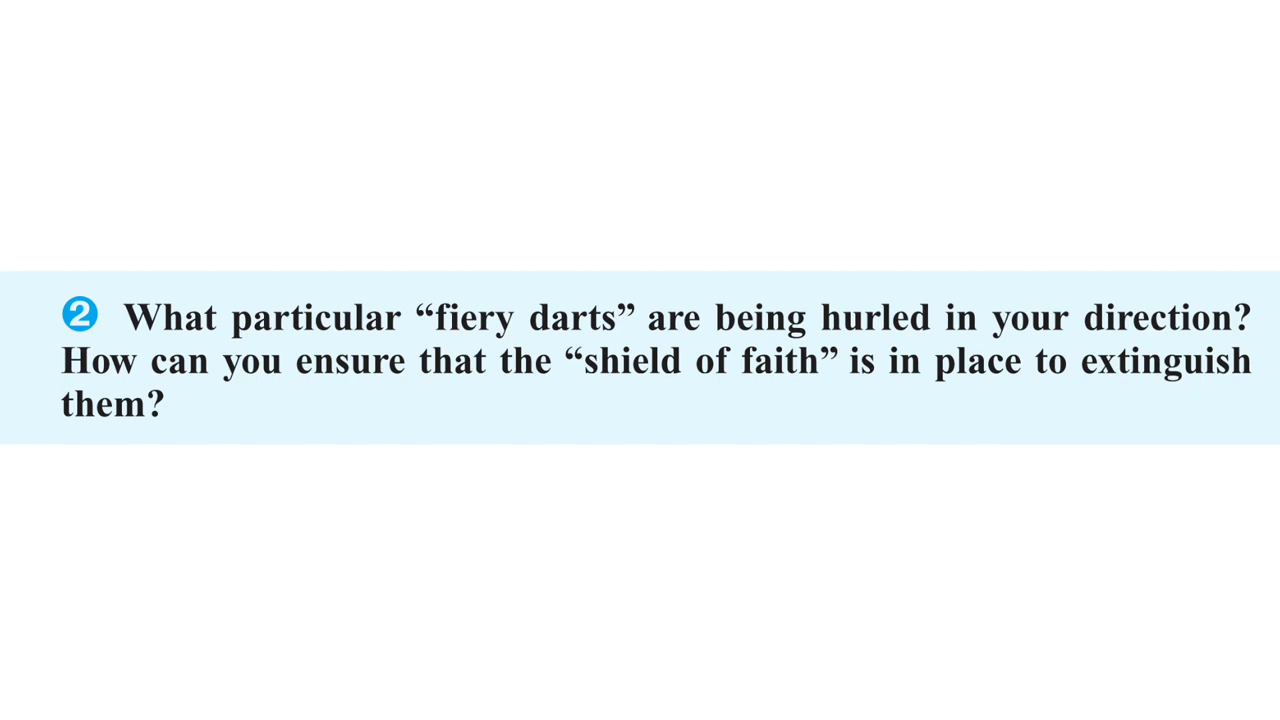 2 What particular “fiery darts” are being hurled in your direction?
How can you ensure that the “shield of faith” is in place to extinguish
them?